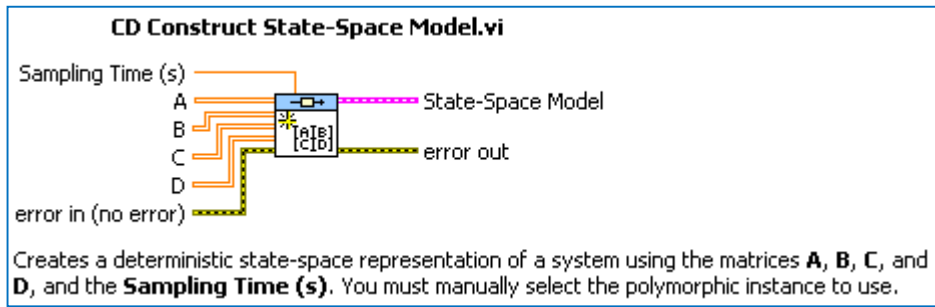 CD Construct State-Space Model.vi
Sampling Time (s)
A
B
C
D
error in (no error)
[A][B]
[C][D]
State-Space Model
error out
Creates a deterministic state-space representation of a system using the matrices A, B, C, and
D, and the Sampling Time (s). You must manually select the polymorphic instance to use.